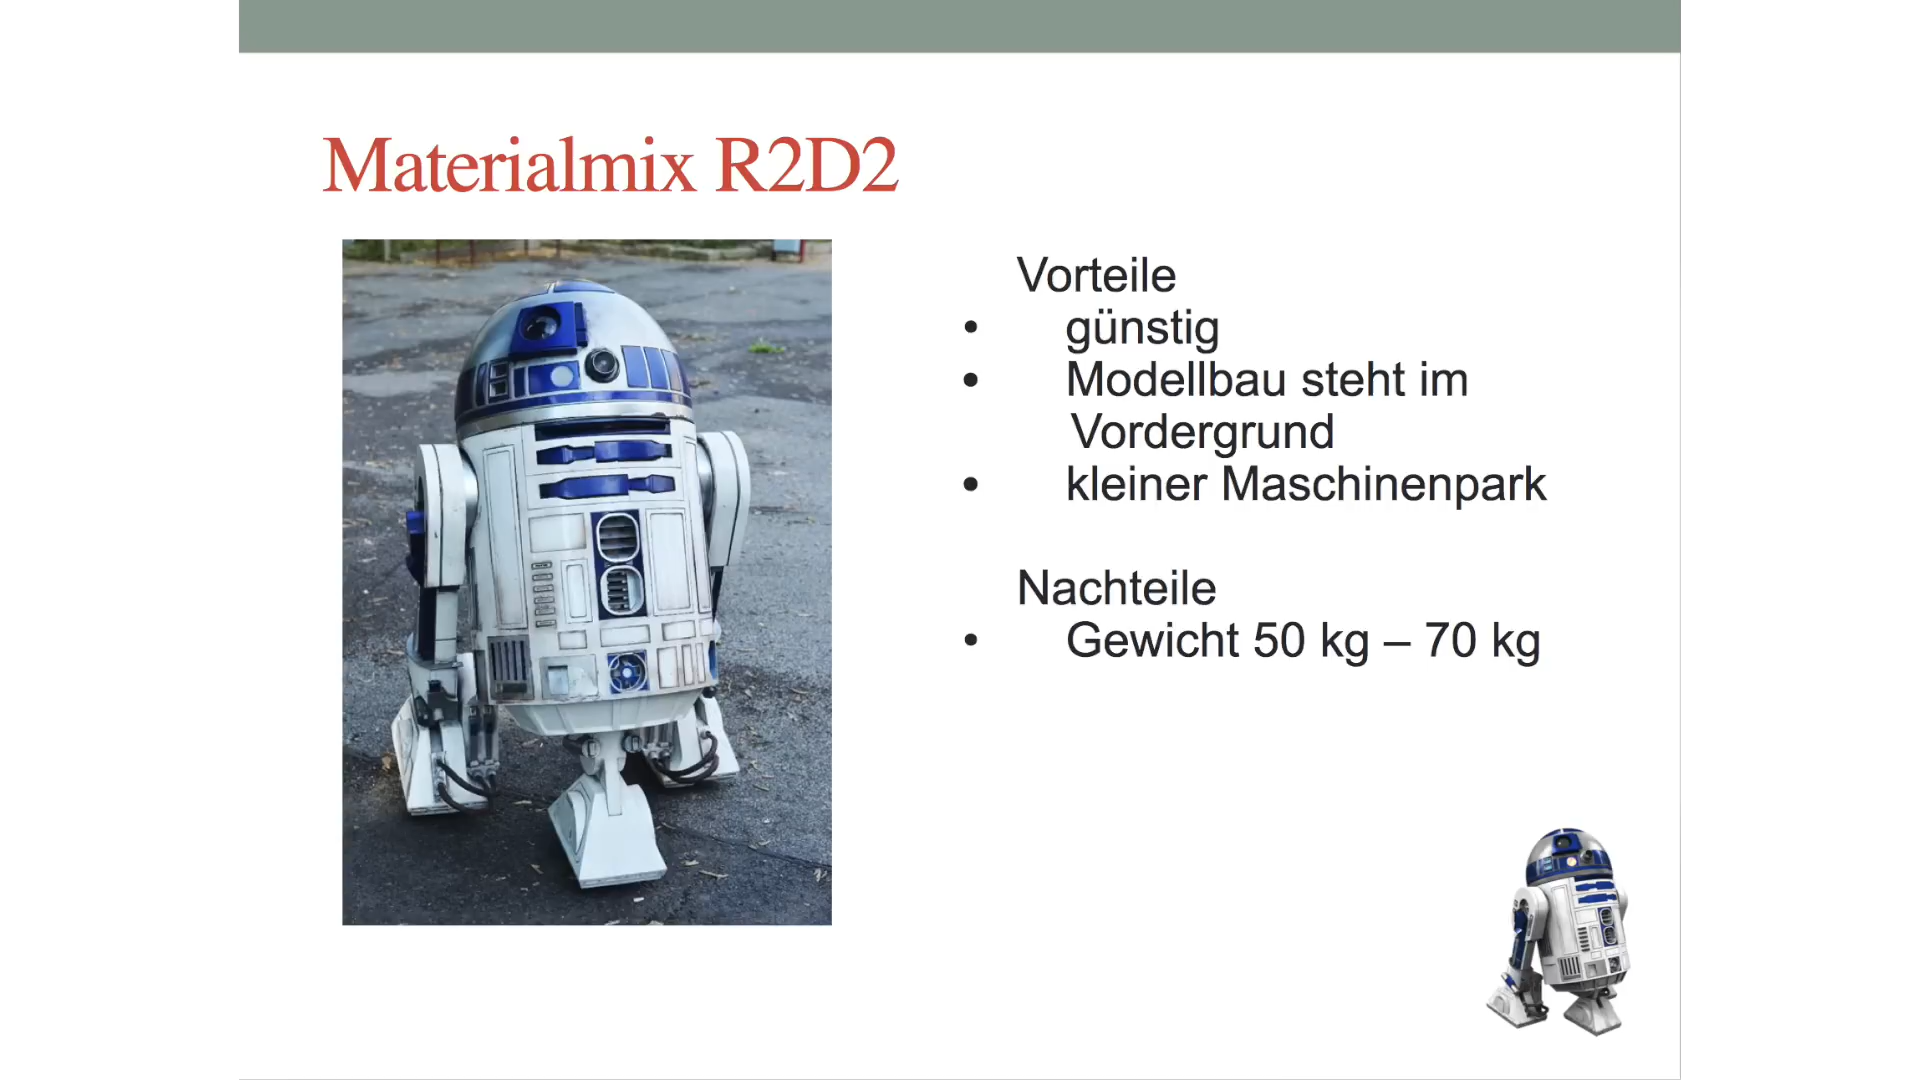 Materialmix R2D2
Vorteile
• günstig
• Modellbau steht im
Vordergrund
• kleiner Maschinenpark
Nachteile
• Gewicht 50 kg – 70 kg